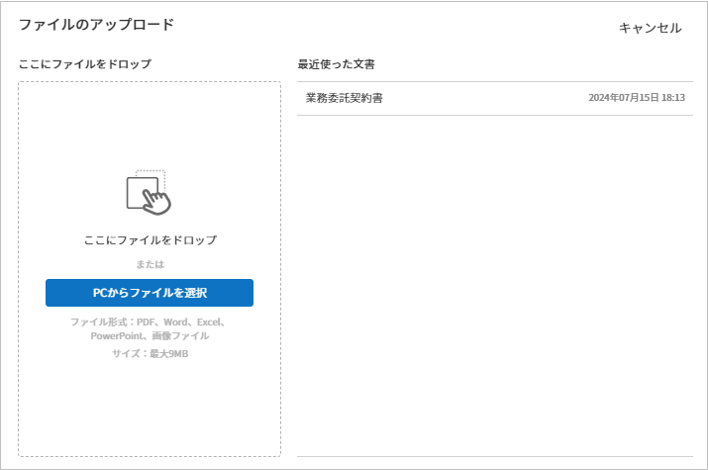 ファイルのアップロード
キャンセル
ここにファイルをドロップ
最近使った文書
業務委託契約書 2024年07月15日 18:13
ここにファイルをドロップ
または
PCからファイルを選択
ファイル形式：PDF、Word、Excel、
PowerPoint、画像ファイル
サイズ：最大9MB